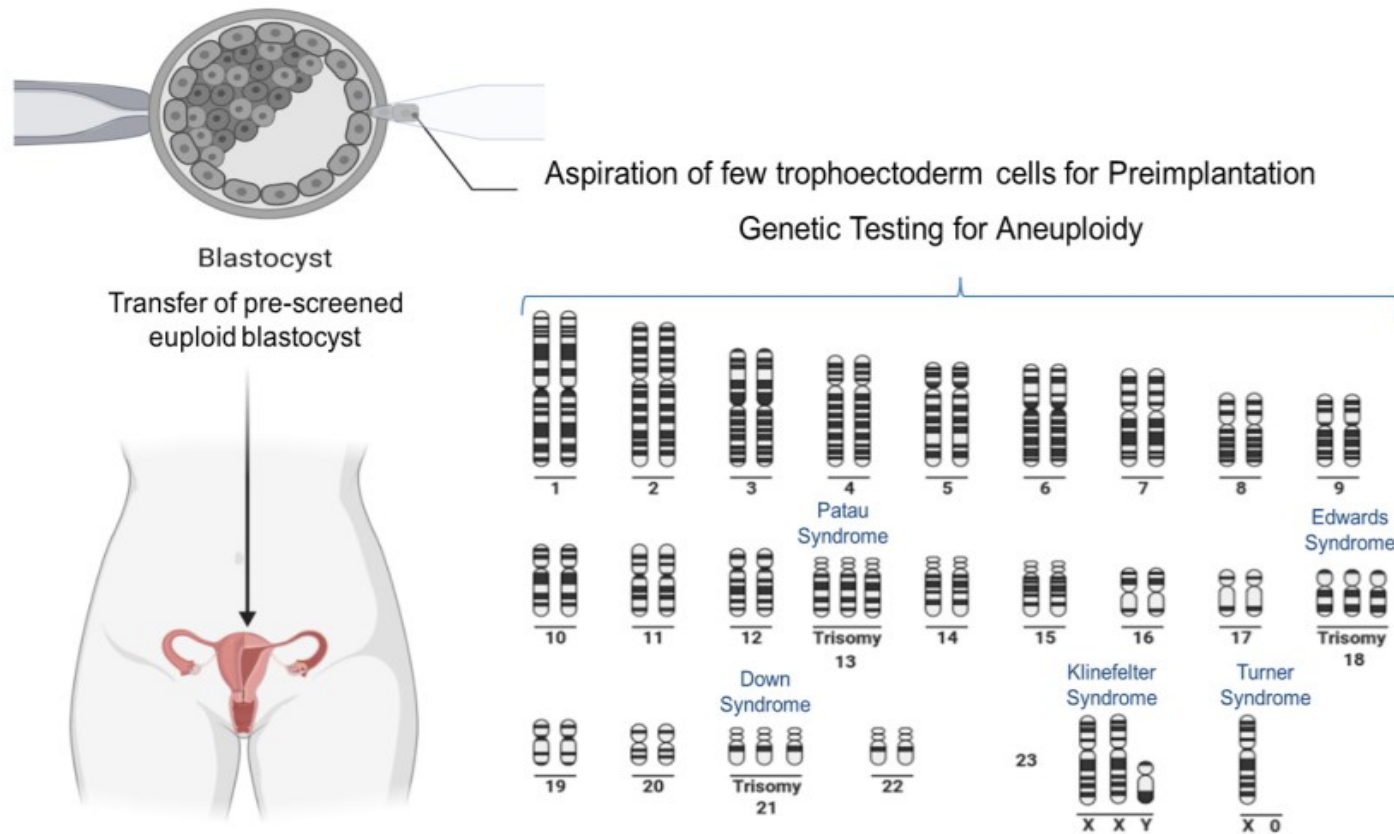 Aspiration of few trophoectoderm cells for Preimplantation
Genetic Testing for Aneuploidy
Blastocyst
Transfer of pre-screened
euploid blastocyst
1 2 3 4 5 6 7 8 9
Patau
Syndrome
Edwards
Syndrome
10 11 12 Trisomy 14 15 16 17 Trisomy
13 18
Down
Syndrome
Klinefelter
Syndrome
Turner
Syndrome
19 20 Trisomy 22 23
21
X X Y X 0